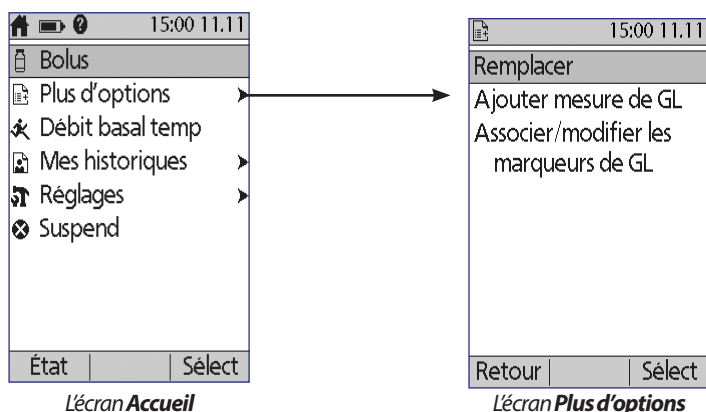 15:00 11.11
Bolus
Plus d'options
Débit basal temp
Mes historiques
Réglages
Suspend
État Sélect
L'écran Accueil
15:00 11.11
Remplacer
Ajouter mesure de GL
Associer/modifier les
marqueurs de GL
Retour Sélect
L'écran Plus d'options